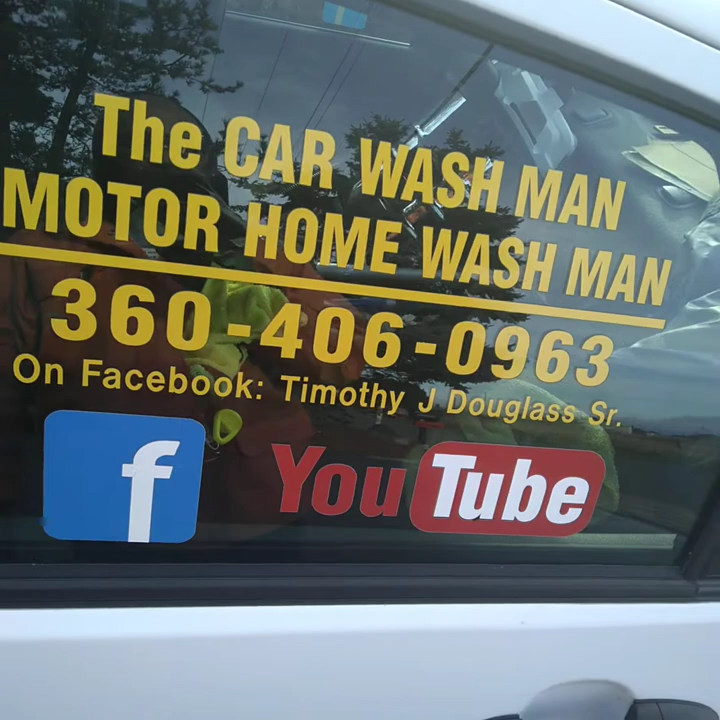 The CAR WASH MAN
MOTOR HOME WASH MAN
360-406-0963
On Facebook: Timothy J Douglass Sr.
f YouTube